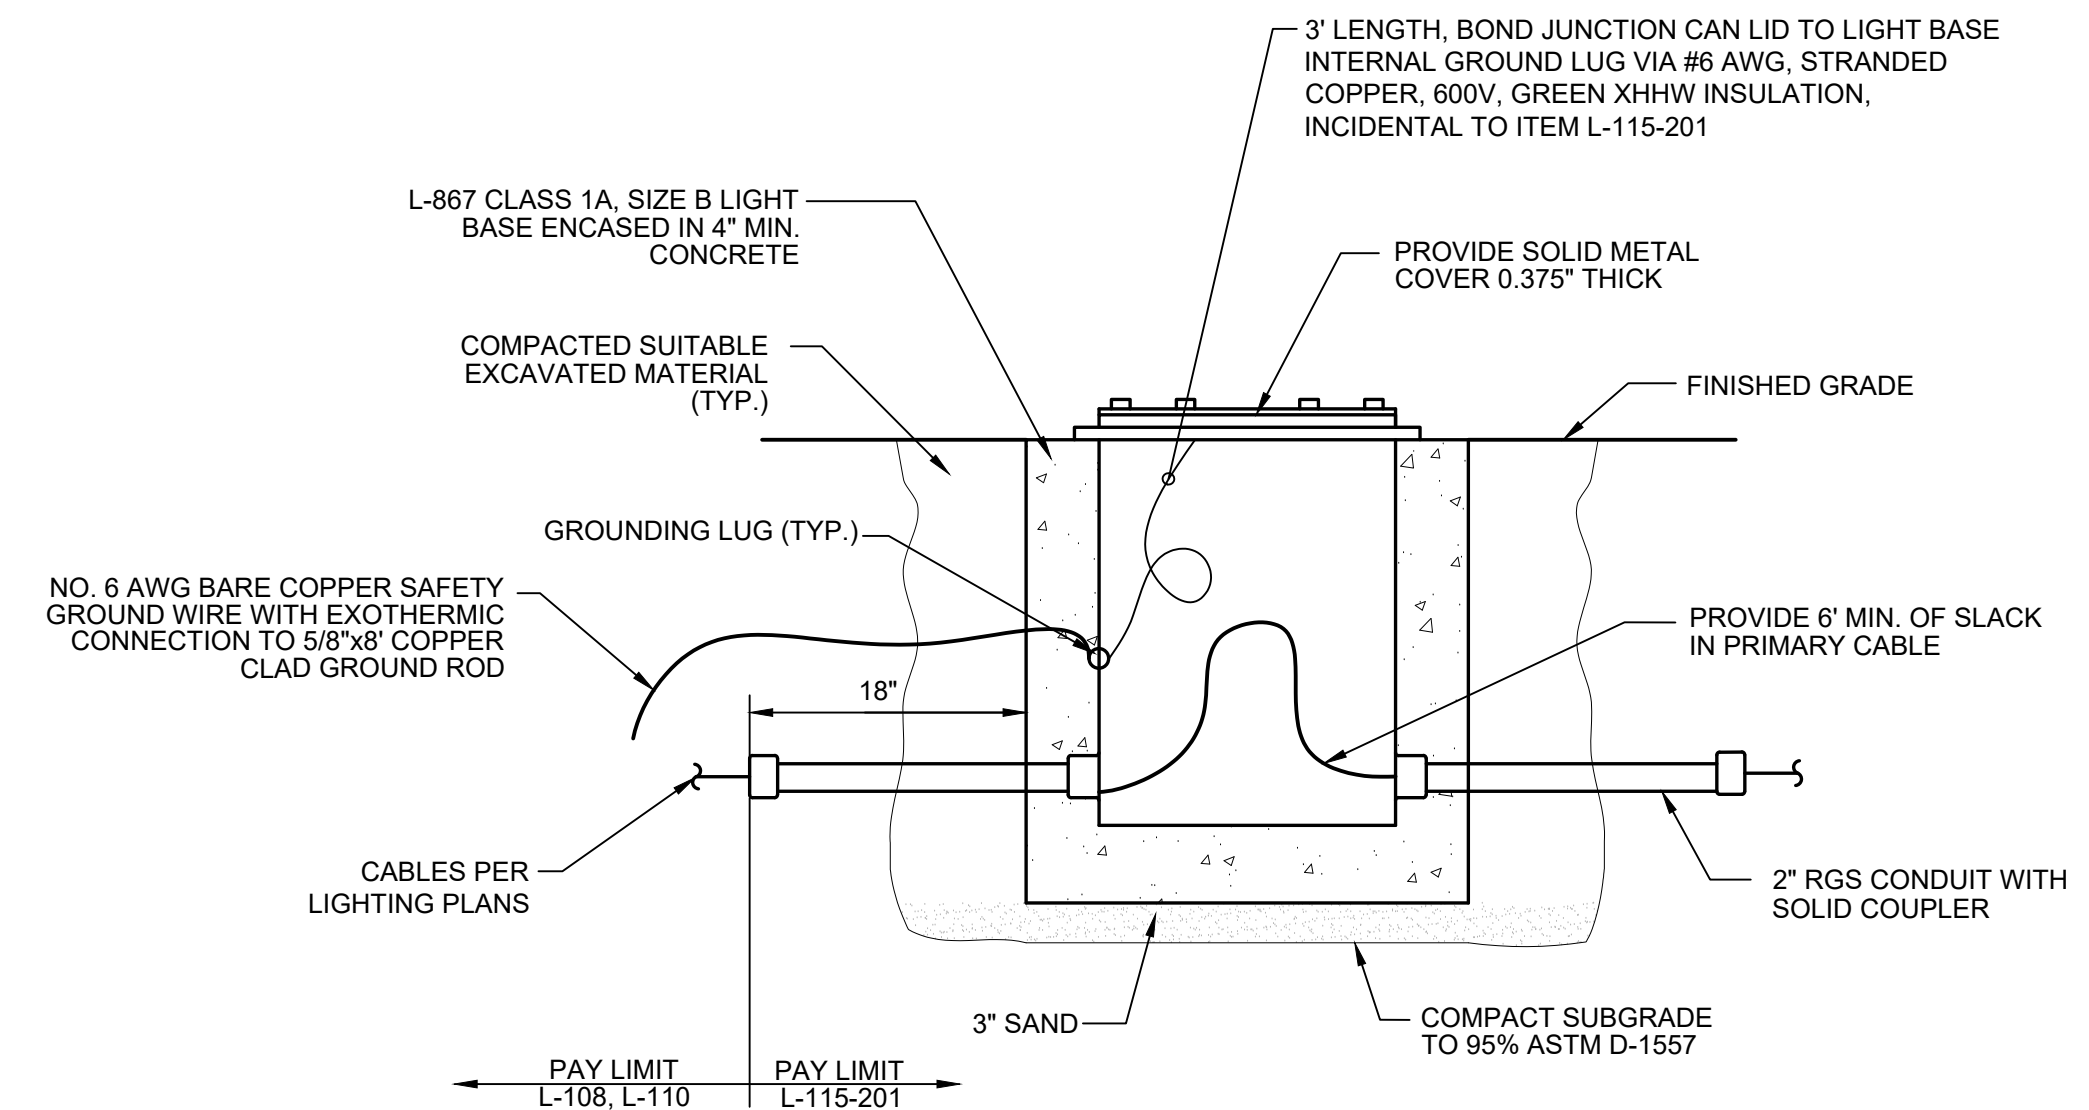 3' LENGTH, BOND JUNCTION CAN LID TO LIGHT BASE
INTERNAL GROUND LUG VIA #6 AWG, STRANDED
COPPER, 600V, GREEN XHHW INSULATION,
INCIDENTAL TO ITEM L-115-201
L-867 CLASS 1A, SIZE B LIGHT
BASE ENCASED IN 4" MIN.
CONCRETE
PROVIDE SOLID METAL
COVER 0.375" THICK
COMPACTED SUITABLE
EXCAVATED MATERIAL
(TYP.)
FINISHED GRADE
GROUNDING LUG (TYP.)
NO. 6 AWG BARE COPPER SAFETY
GROUND WIRE WITH EXOTHERMIC
CONNECTION TO 5/8"x8' COPPER
CLAD GROUND ROD
PROVIDE 6' MIN. OF SLACK
IN PRIMARY CABLE
18"
CABLES PER
LIGHTING PLANS
2" RGS CONDUIT WITH
SOLID COUPLER
3" SAND
COMPACT SUBGRADE
TO 95% ASTM D-1557
PAY LIMIT
L-108, L-110
PAY LIMIT
L-115-201